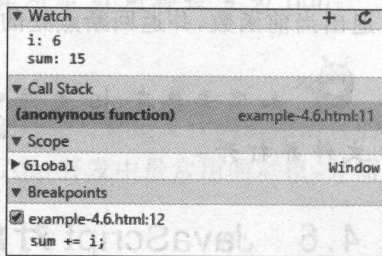 ▼ Watch + C
i: 6
sum: 15
▼ Call Stack
(anonymous function) example-4.6.html:11
▼ Scope
▶ Global Window
▼ Breakpoints
☑ example-4.6.html:12
sum += i;